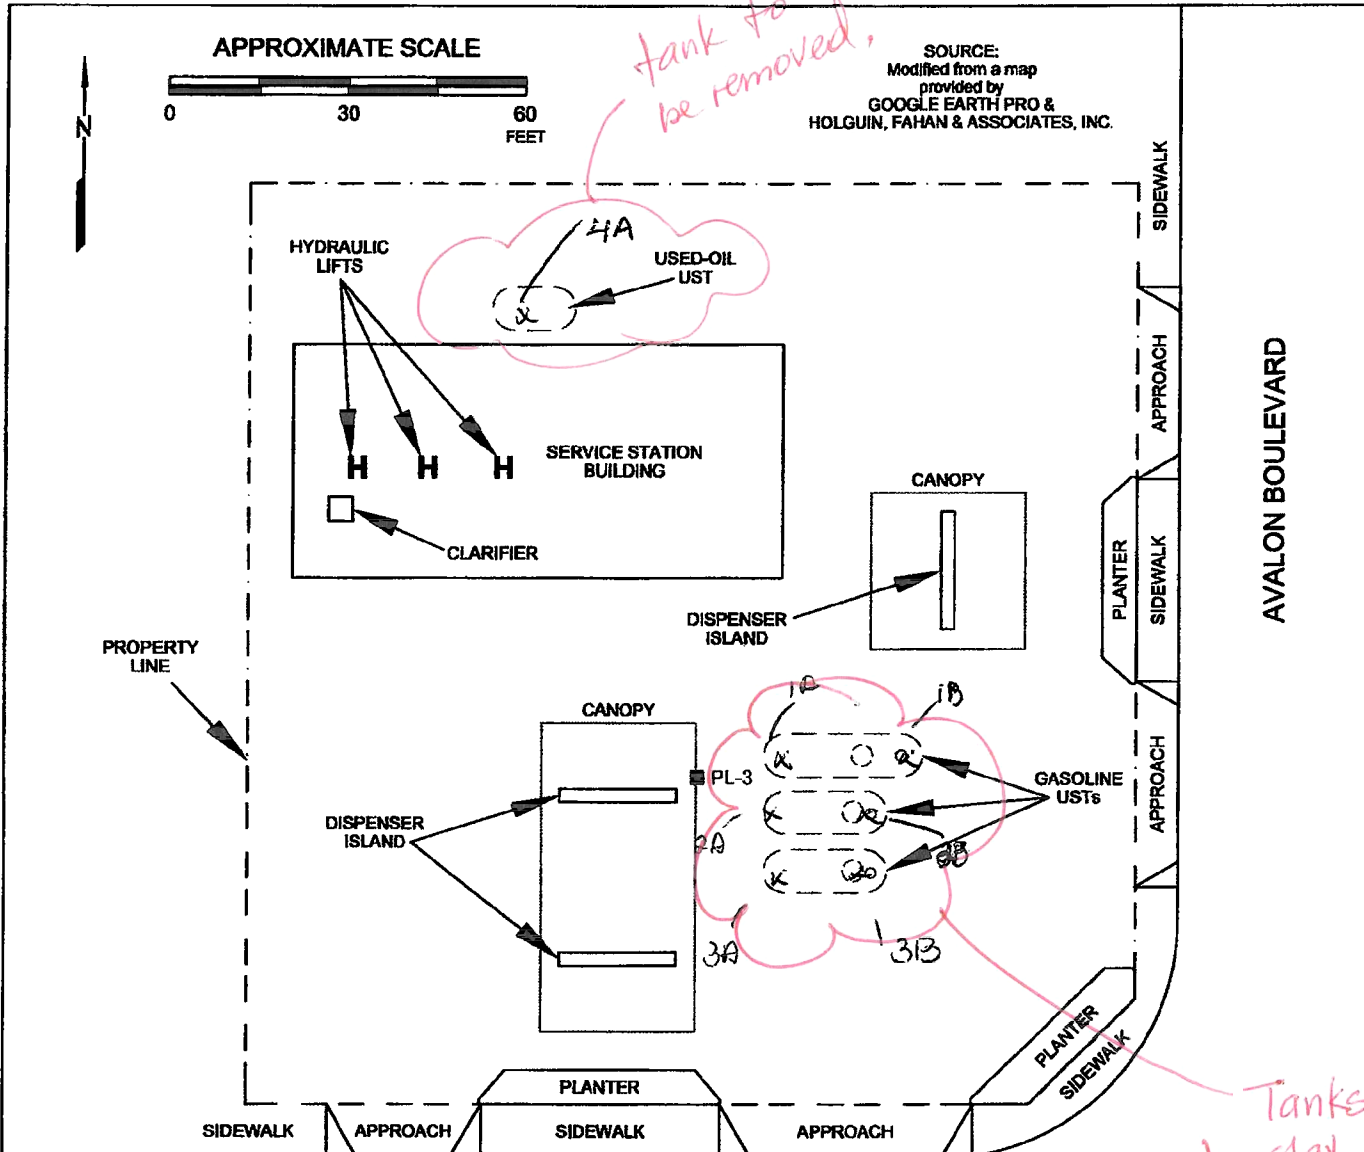 tank to
be removed,
APPROXIMATE SCALE
0 30 60
FEET
SOURCE:
Modified from a map
provided by
GOOGLE EARTH PRO &
HOLGUIN, FAHAN & ASSOCIATES, INC.
N
SIDEWALK
4A
HYDRAULIC
LIFTS
USED-OIL
UST
APPROACH
AVALON BOULEVARD
H H H
SERVICE STATION
BUILDING
CANOPY
CLARIFIER
PLANTER
SIDEWALK
DISPENSER
ISLAND
PROPERTY
LINE
1B
CANOPY
PL-3
GASOLINE
USTs
APPROACH
DISPENSER
ISLAND
x
x
x
3A
3B
PLANTER
SIDEWALK
PLANTER
Tanks
SIDEWALK
APPROACH
SIDEWALK
APPROACH